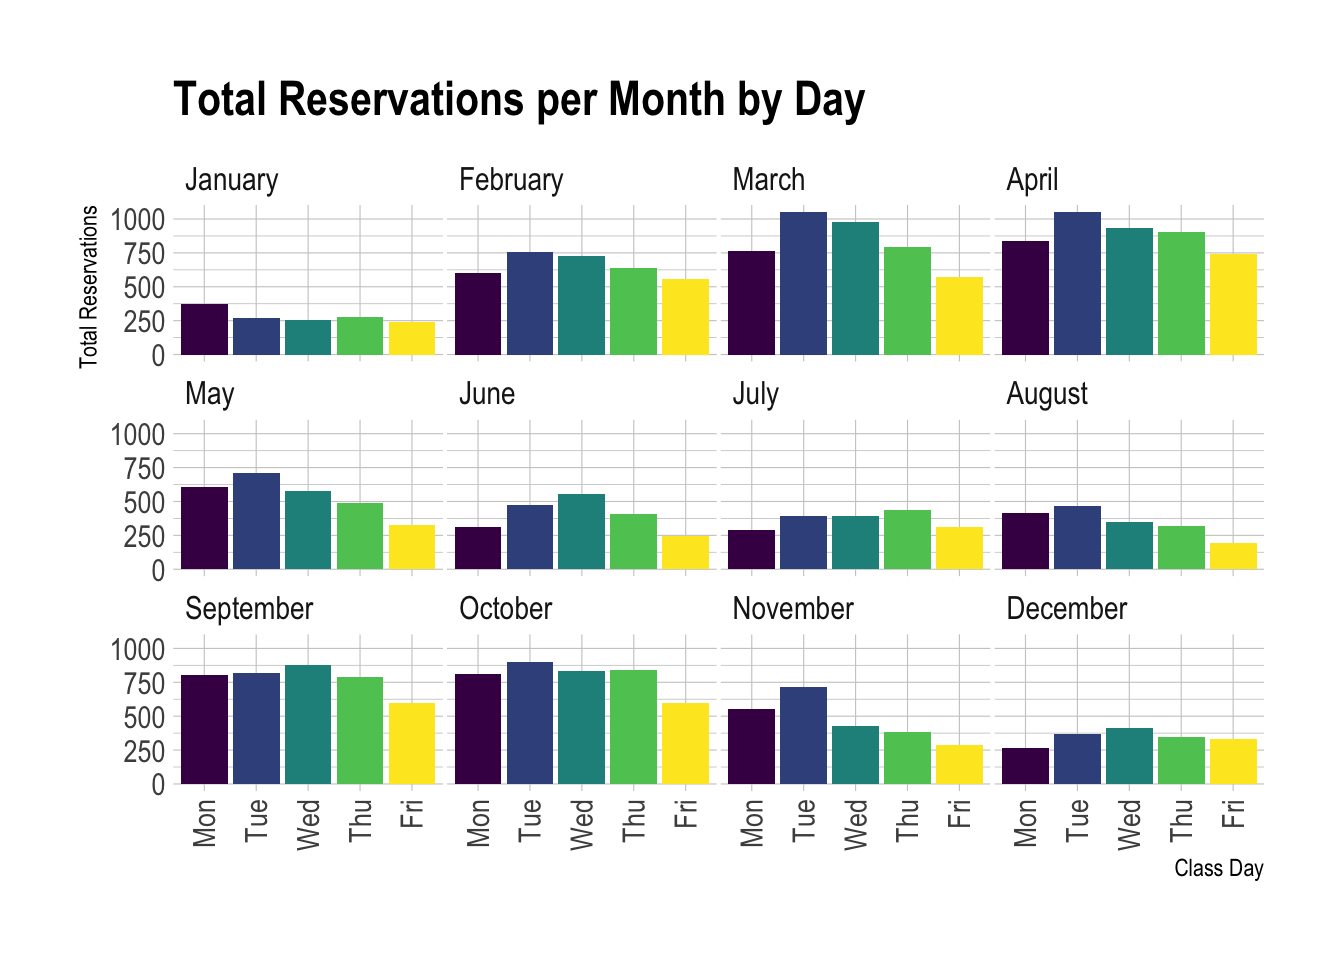 Total Reservations per Month by Day
January February March April
Total Reservations
1000
750
500
250
0
May June July August
1000
750
500
250
0
September October November December
1000
750
500
250
0
Mon Tue Wed Thu Fri Mon Tue Wed Thu Fri Mon Tue Wed Thu Fri Mon Tue Wed Thu Fri
Class Day